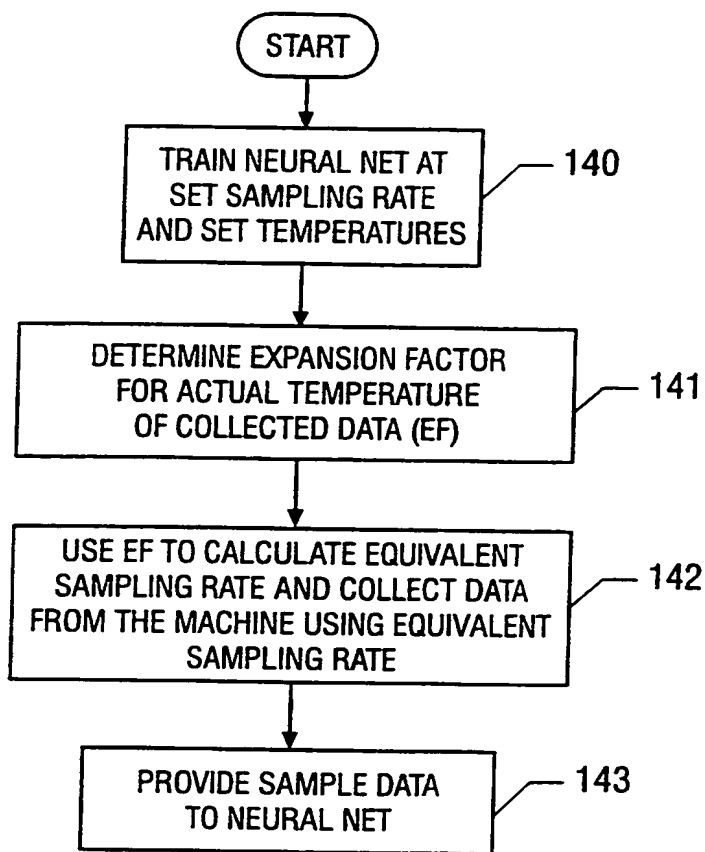 START
TRAIN NEURAL NET AT
SET SAMPLING RATE
AND SET TEMPERATURES
140
DETERMINE EXPANSION FACTOR
FOR ACTUAL TEMPERATURE
OF COLLECTED DATA (EF)
141
USE EF TO CALCULATE EQUIVALENT
SAMPLING RATE AND COLLECT DATA
FROM THE MACHINE USING EQUIVALENT
SAMPLING RATE
142
PROVIDE SAMPLE DATA
TO NEURAL NET
143